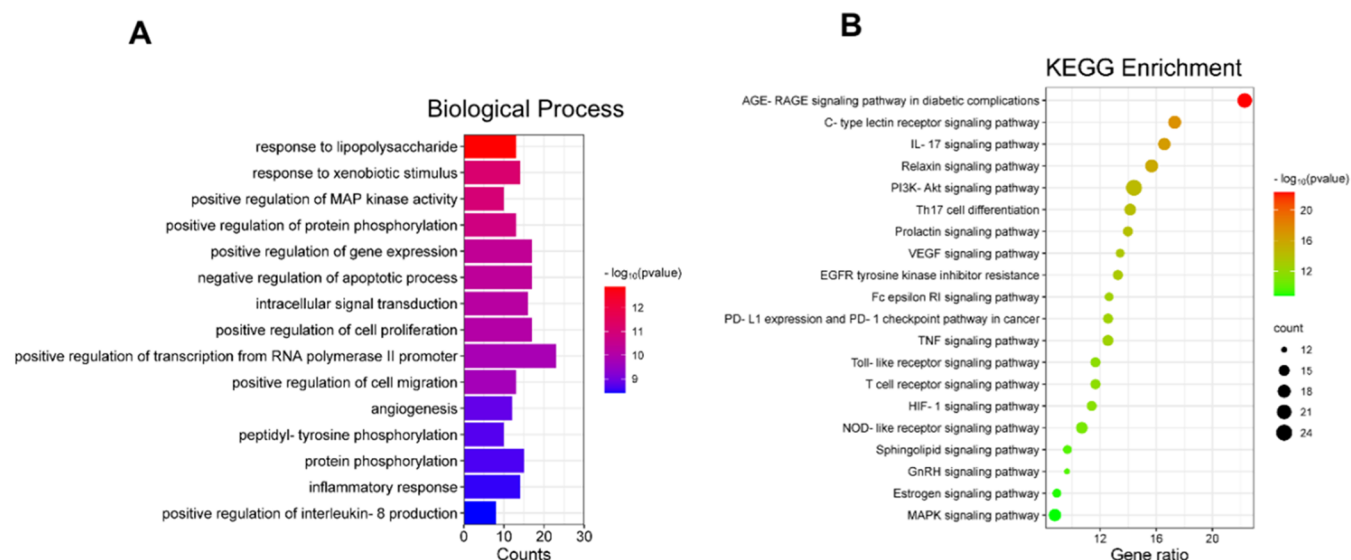 A
Biological Process
response to lipopolysaccharide
response to xenobiotic stimulus
positive regulation of MAP kinase activity
positive regulation of protein phosphorylation
positive regulation of gene expression
negative regulation of apoptotic process
intracellular signal transduction
positive regulation of cell proliferation
positive regulation of transcription from RNA polymerase II promoter
positive regulation of cell migration
angiogenesis
peptidyl- tyrosine phosphorylation
protein phosphorylation
inflammatory response
positive regulation of interleukin- 8 production
0 10 20 30
Counts
- log10(pvalue)
12
11
10
9
B
KEGG Enrichment
AGE- RAGE signaling pathway in diabetic complications
C- type lectin receptor signaling pathway
IL- 17 signaling pathway
Relaxin signaling pathway
PI3K- Akt signaling pathway
Th17 cell differentiation
Prolactin signaling pathway
VEGF signaling pathway
EGFR tyrosine kinase inhibitor resistance
Fc epsilon RI signaling pathway
PD- L1 expression and PD- 1 checkpoint pathway in cancer
TNF signaling pathway
Toll- like receptor signaling pathway
T cell receptor signaling pathway
HIF- 1 signaling pathway
NOD- like receptor signaling pathway
Sphingolipid signaling pathway
GnRH signaling pathway
Estrogen signaling pathway
MAPK signaling pathway
12 16 20
Gene ratio
- log10(pvalue)
20
16
12
count
12
15
18
21
24